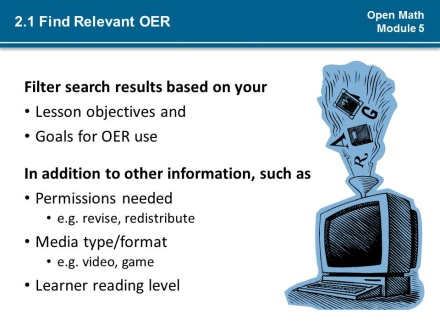 2.1 Find Relevant OER
Open Math
Module 5
Filter search results based on your
• Lesson objectives and
• Goals for OER use
In addition to other information, such as
• Permissions needed
• e.g. revise, redistribute
• Media type/format
• e.g. video, game
• Learner reading level
G
A
R